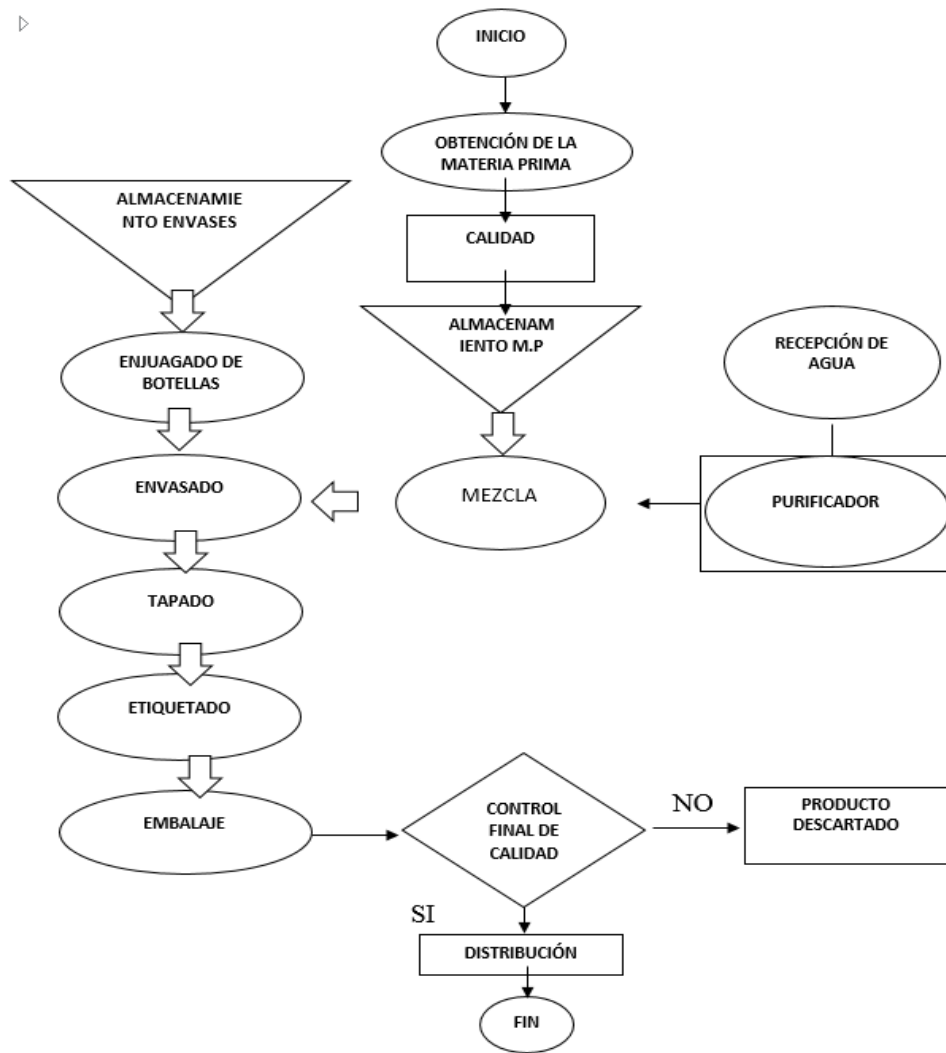 INICIO
OBTENCIÓN DE LA
MATERIA PRIMA
CALIDAD
ALMACENAMIE
NTO ENVASES
ALMACENAM
IENTO M.P
RECEPCIÓN DE
AGUA
ENJUAGADO DE
BOTELLAS
ENVASADO
MEZCLA
PURIFICADOR
TAPADO
ETIQUETADO
EMBALAJE
CONTROL
FINAL DE
CALIDAD
NO
PRODUCTO
DESCARTADO
SI
DISTRIBUCIÓN
FIN